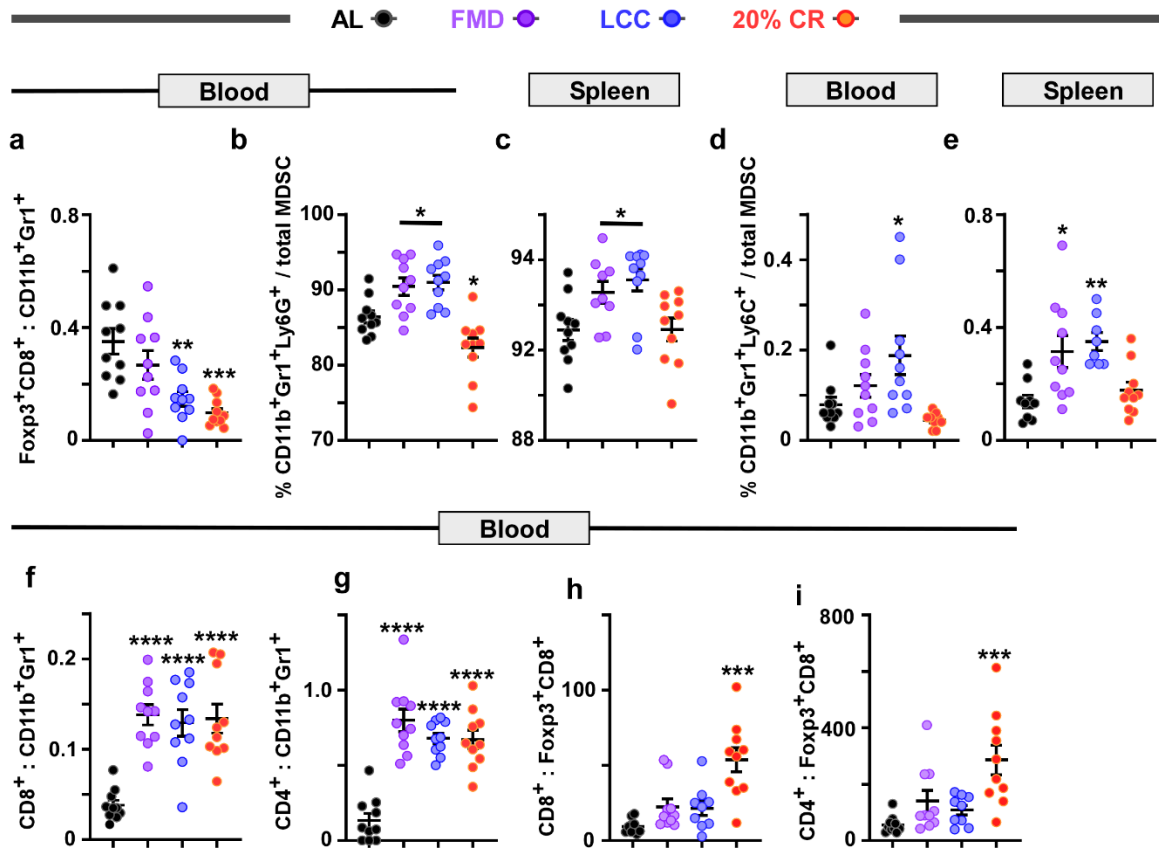 AL FMD LCC 20% CR
Blood Spleen Blood Spleen
a b c d e
Foxp3⁺CD8⁺ : CD11b⁺Gr1⁺
0.8
0.4
0
** ***
% CD11b⁺Gr1⁺Ly6G⁺ / total MDSC
100
90
80
70
* *
94
92
88
*
% CD11b⁺Gr1⁺Ly6C⁺ / total MDSC
0.4
0.2
0
*
0.8
0.4
0
* **
Blood
f g h i
CD8⁺ : CD11b⁺Gr1⁺
0.2
0.1
0
**** **** ****
CD4⁺ : CD11b⁺Gr1⁺
1.0
0
**** **** ****
CD8⁺ : Foxp3⁺CD8⁺
100
0
***
CD4⁺ : Foxp3⁺CD8⁺
800
400
0
***